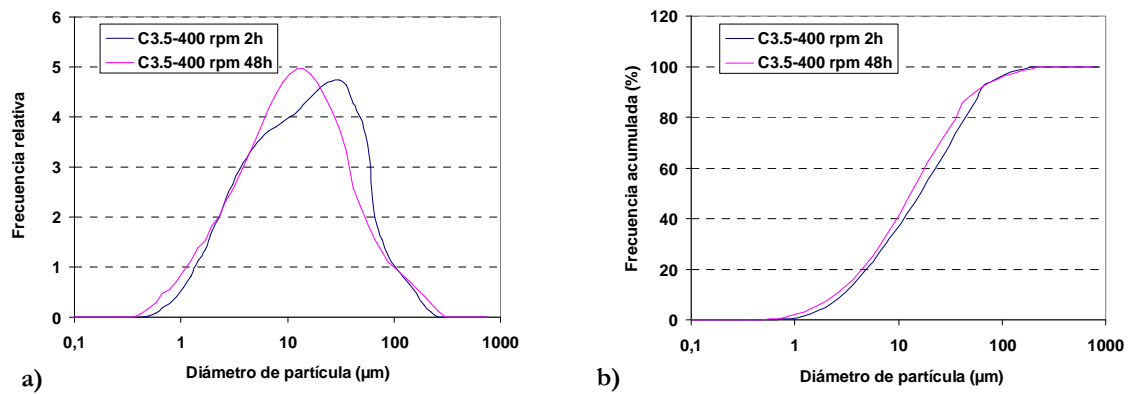 6
5
4
3
2
1
0
Frecuencia relativa
C3.5-400 rpm 2h
C3.5-400 rpm 48h
0,1 1 10 100 1000
Diámetro de partícula (µm)
a)
120
100
80
60
40
20
0
Frecuencia acumulada (%)
C3.5-400 rpm 2h
C3.5-400 rpm 48h
0,1 1 10 100 1000
Diámetro de partícula (µm)
b)